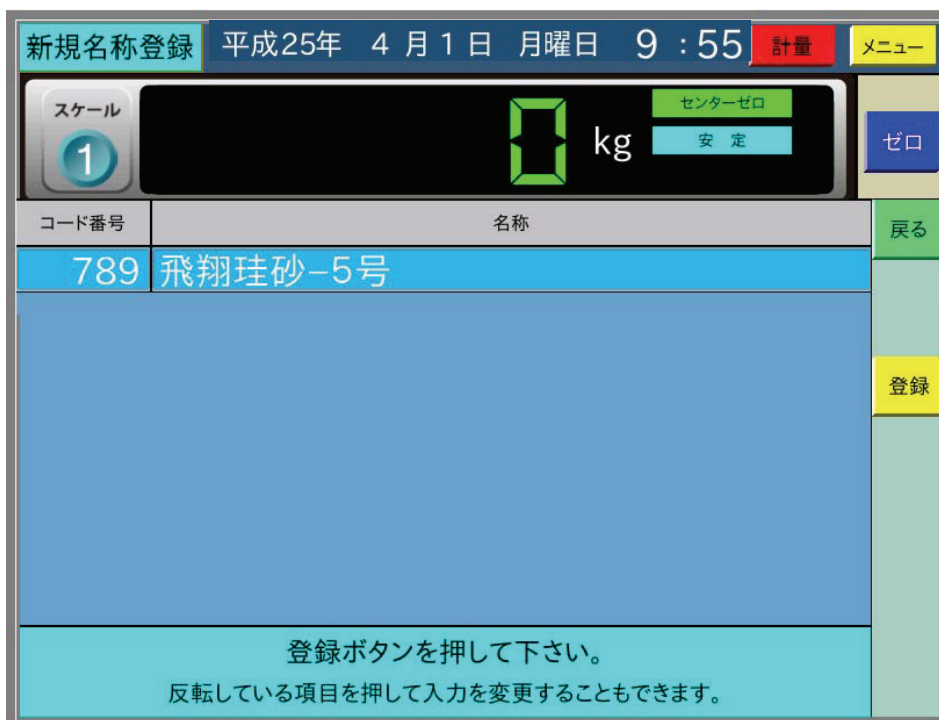 新規名称登録 平成25年 4月1日 月曜日 9:55 計量 メニュー
スケール
1
0 kg
センターゼロ
安定
ゼロ
コード番号 名称
戻る
789 飛翔珪砂−5号
登録
登録ボタンを押して下さい。
反転している項目を押して入力を変更することもできます。